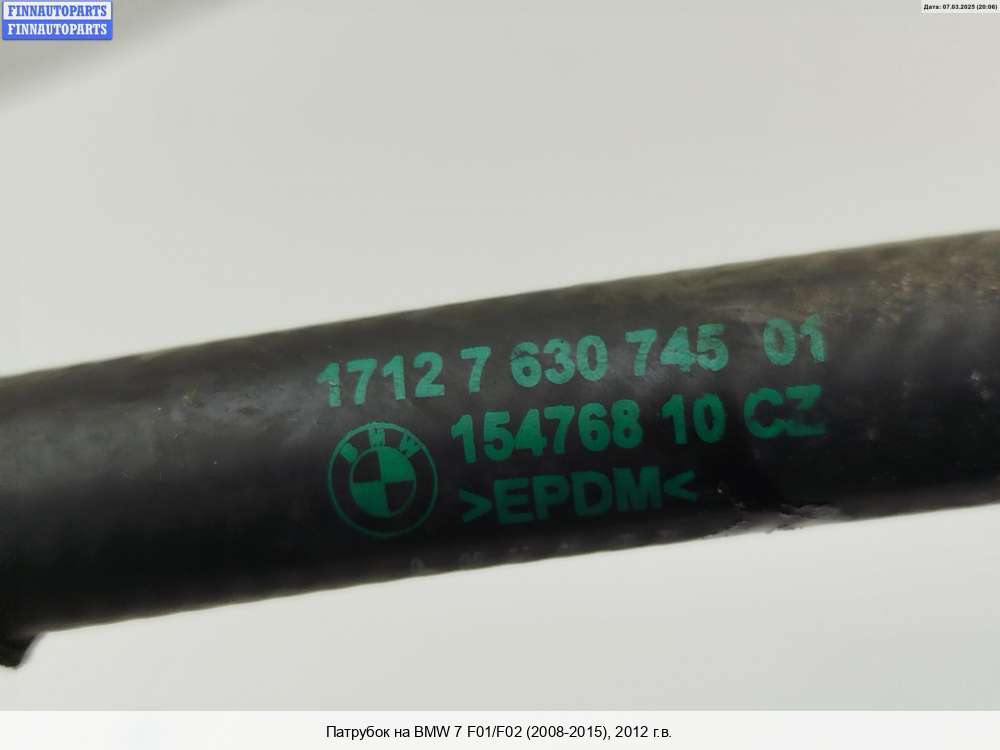 FINNAUTOPARTS
FINNAUTOPARTS
Дата: 07.03.2025 (20:06)
1712 7 630 745 01
BMW
154768 10 CZ
>EPDM<
Патрубок на BMW 7 F01/F02 (2008-2015), 2012 г.в.